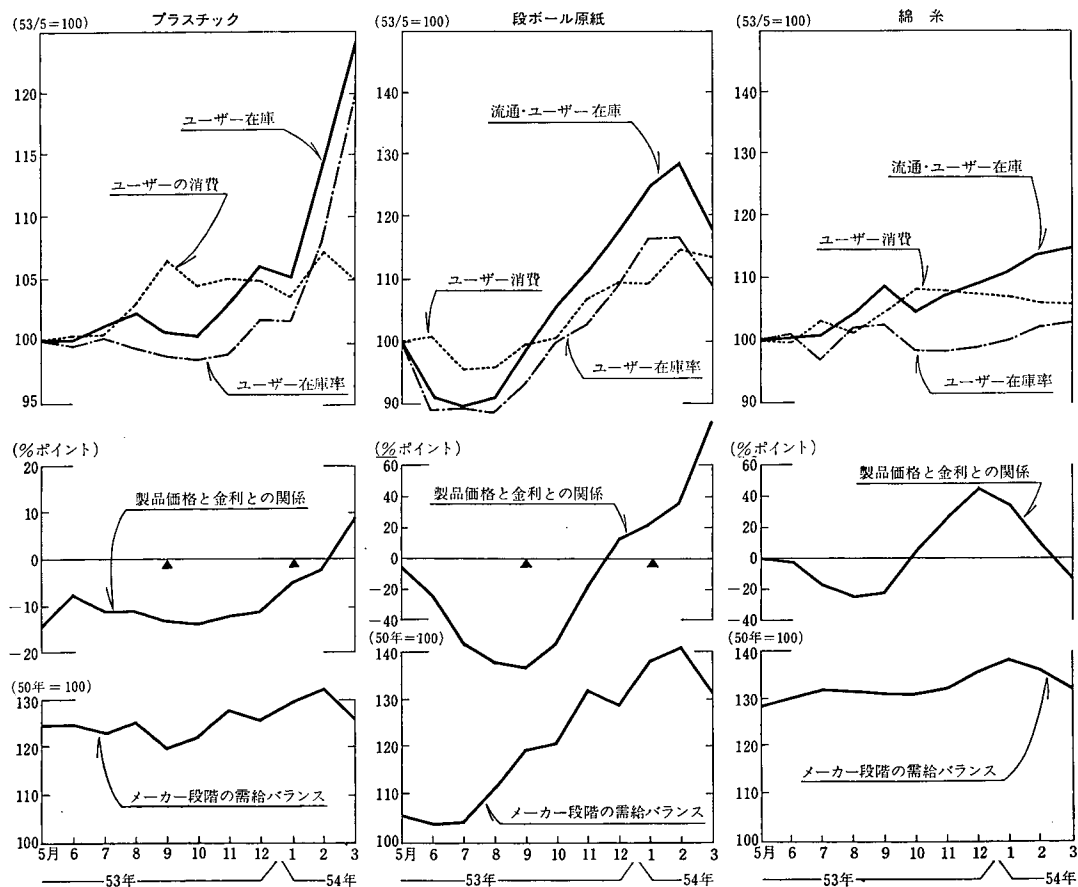 プラスチック
(53/5=100)
120
115
110
105
100
95
ユーザー在庫
ユーザーの消費
ユーザー在庫率
(%ポイント)
20
10
0
-10
-20
製品価格と金利との関係
(50年=100)
130
120
110
100
メーカー段階の需給バランス
5月 6 7 8 9 10 11 12 1 2 3
53年 54年
段ボール原紙
(53/5=100)
140
130
120
110
100
90
流通・ユーザー在庫
ユーザー消費
ユーザー在庫率
(%ポイント)
60
40
20
0
-20
-40
製品価格と金利との関係
(50年=100)
140
130
120
110
100
メーカー段階の需給バランス
5月 6 7 8 9 10 11 12 1 2 3
53年 54年
綿糸
(53/5=100)
140
130
120
110
100
90
流通・ユーザー在庫
ユーザー消費
ユーザー在庫率
(%ポイント)
60
40
20
0
-20
-40
製品価格と金利との関係
(50年=100)
140
130
120
110
100
メーカー段階の需給バランス
5月 6 7 8 9 10 11 12 1 2 3
53年 54年